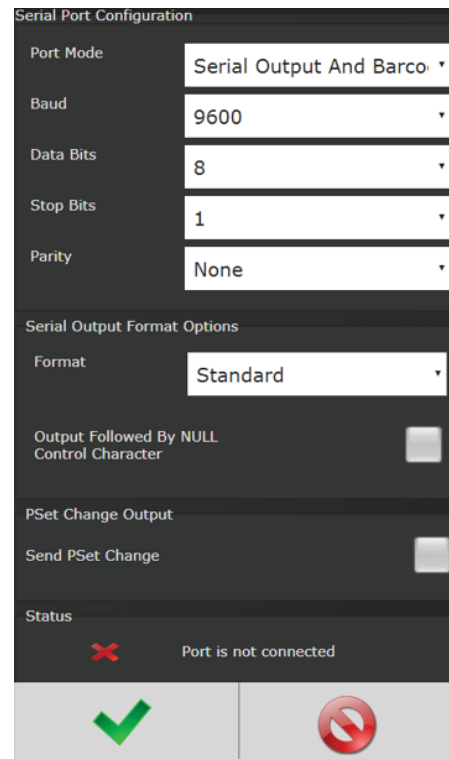 Serial Port Configuration
Port Mode
Serial Output And Barco
Baud
9600
Data Bits
8
Stop Bits
1
Parity
None
Serial Output Format Options
Format
Standard
Output Followed By NULL
Control Character
PSet Change Output
Send PSet Change
Status
Port is not connected